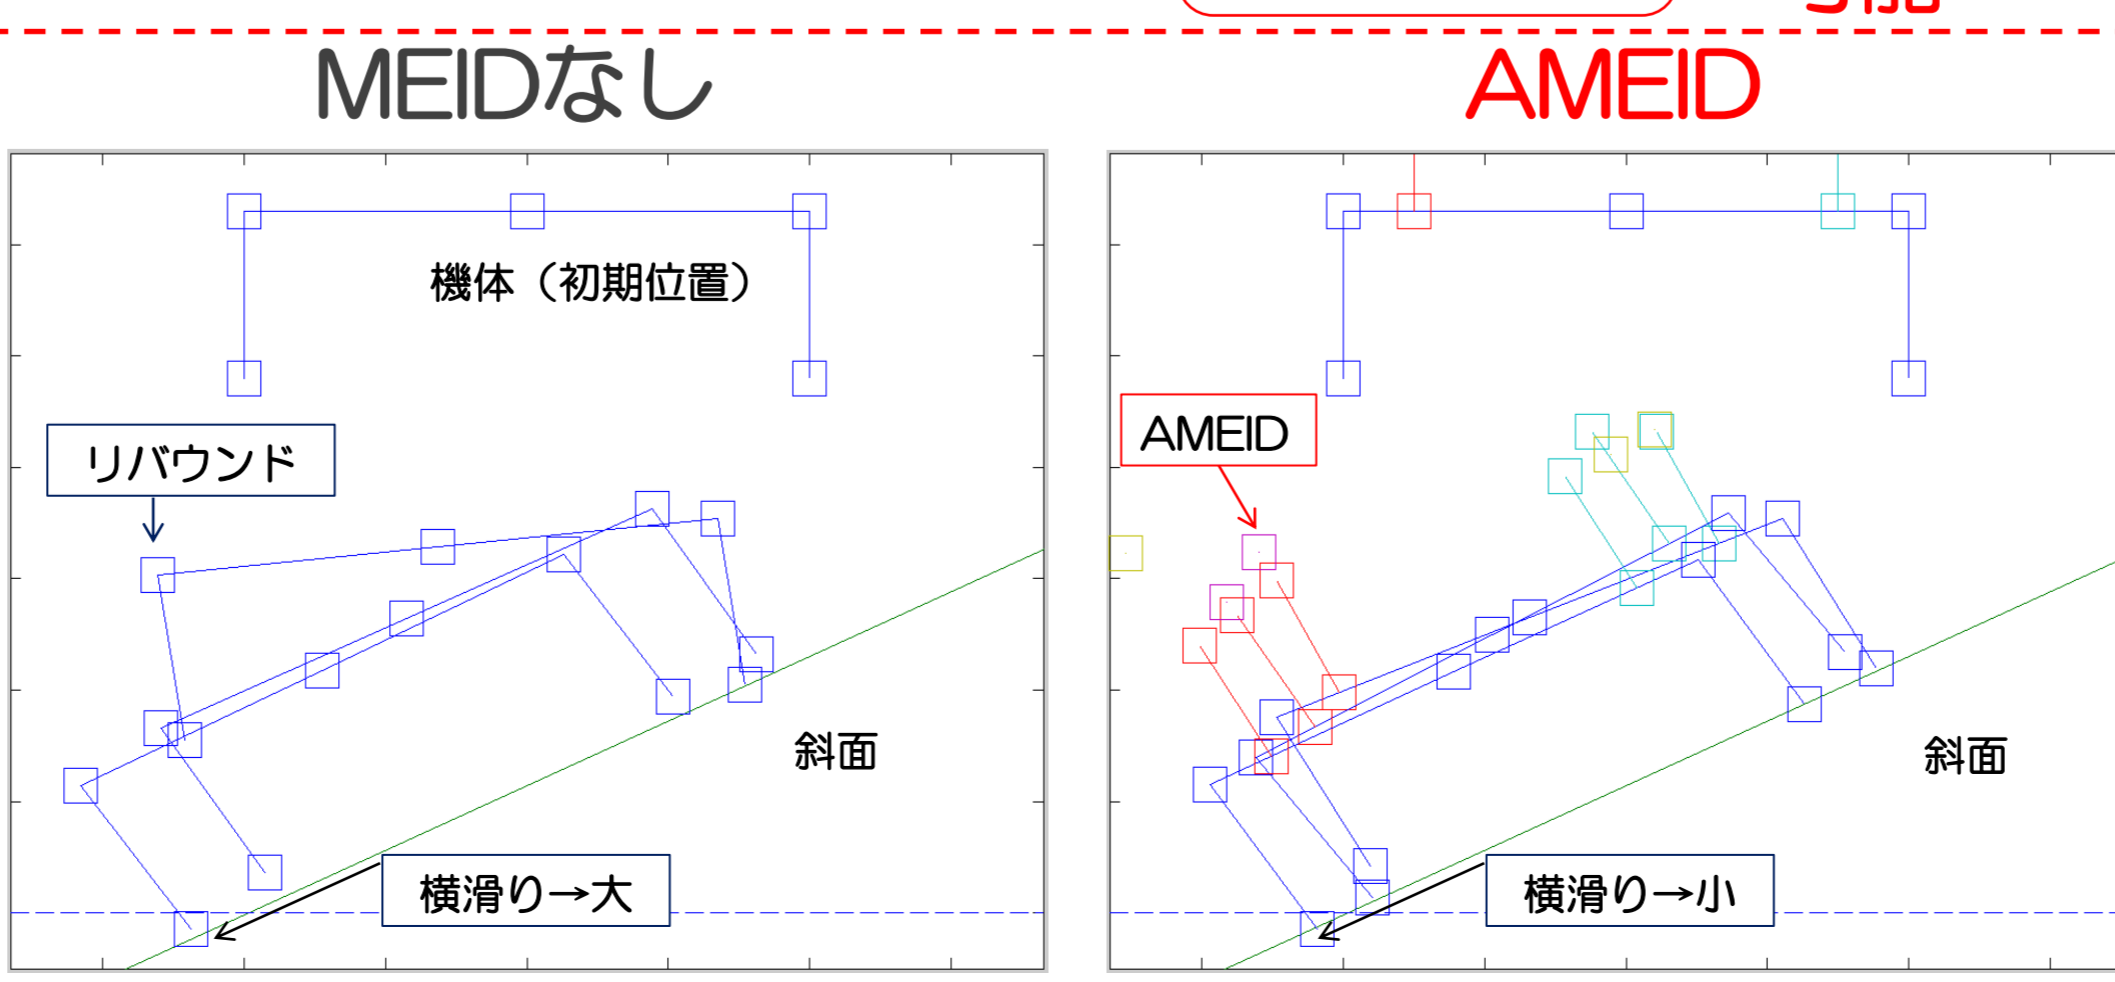 MEIDなし
AMEID
機体（初期位置）
リバウンド
斜面
横滑り→大
AMEID
斜面
横滑り→小